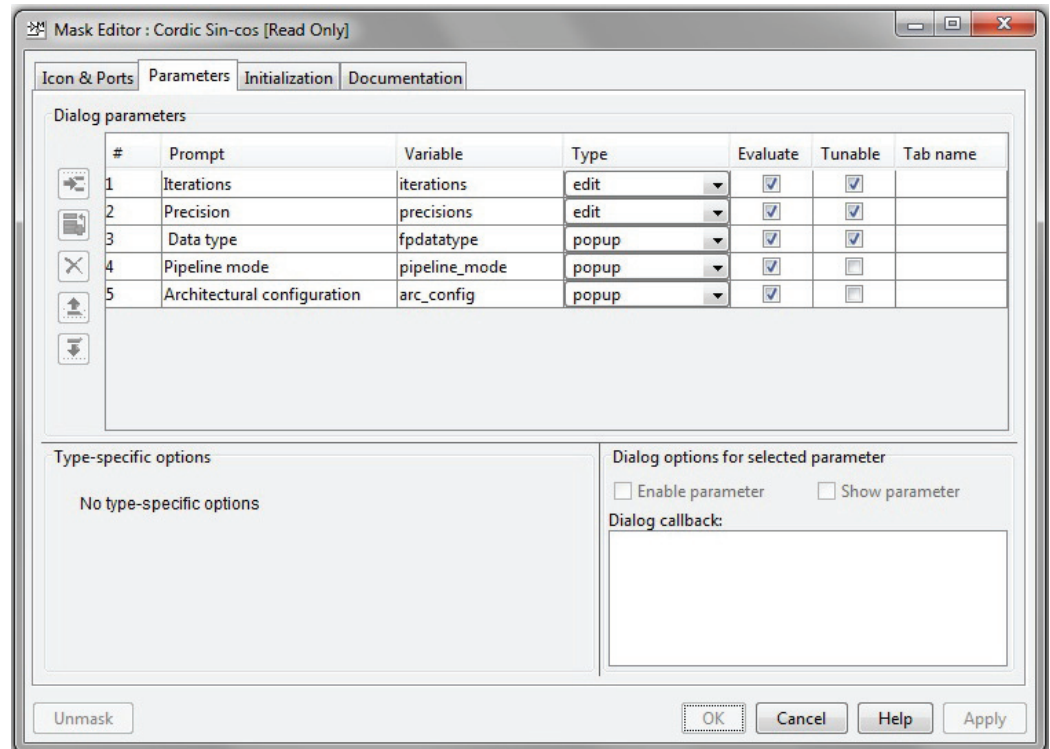 Mask Editor : Cordic Sin-cos [Read Only]
Icon & Ports Parameters Initialization Documentation
Dialog parameters
# Prompt Variable Type Evaluate Tunable Tab name
1 Iterations iterations edit
2 Precision precisions edit
3 Data type fpdatatype popup
4 Pipeline mode pipeline_mode popup
5 Architectural configuration arc_config popup
Type-specific options
No type-specific options
Dialog options for selected parameter
Enable parameter Show parameter
Dialog callback:
Unmask OK Cancel Help Apply